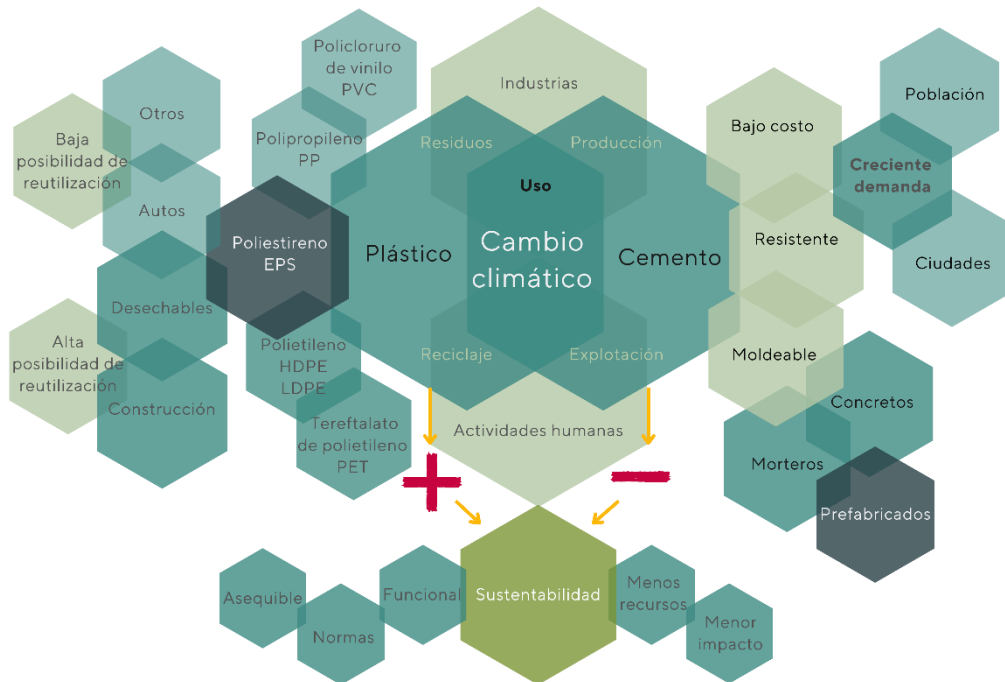 Policloruro
de vinilo
PVC
Industrias
Población
Otros
Baja
posibilidad de
reutilización
Polipropileno
PP
Residuos
Producción
Bajo costo
Creciente
demanda
Autos
Uso
Poliestireno
EPS
Plástico
Cambio
climático
Cemento
Resistente
Ciudades
Desechables
Alta
posibilidad de
reutilización
Polietileno
HDPE
LDPE
Reciclaje
Explotación
Moldeable
Construcción
Tereftalato
de polietileno
PET
Actividades humanas
Concretos
Morteros
Prefabricados
Asequible
Normas
Funcional
Sustentabilidad
Menos
recursos
Menor
impacto